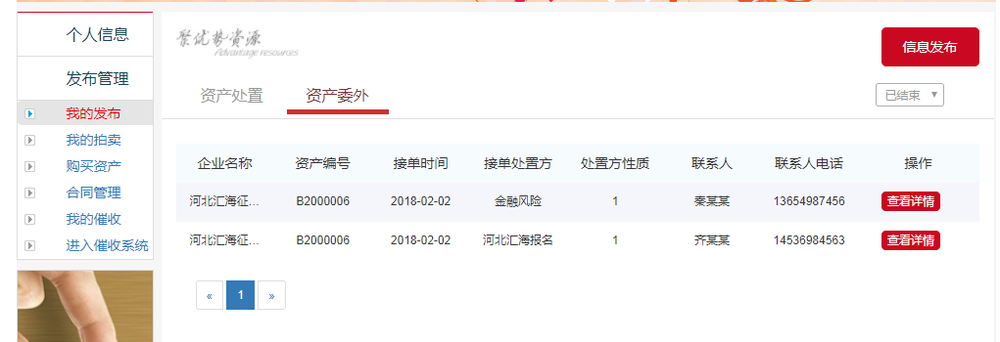 个人信息
发布管理
我的发布
我的拍卖
购买资产
合同管理
我的催收
进入催收系统
聚优势资源
Advantage resources
信息发布
资产处置 资产委外
已结束
企业名称 资产编号 接单时间 接单处置方 处置方性质 联系人 联系人电话 操作
河北汇海征... B2000006 2018-02-02 金融风险 1 秦某某 13654987456 查看详情
河北汇海征... B2000006 2018-02-02 河北汇海报名 1 齐某某 14536984563 查看详情
« 1 »